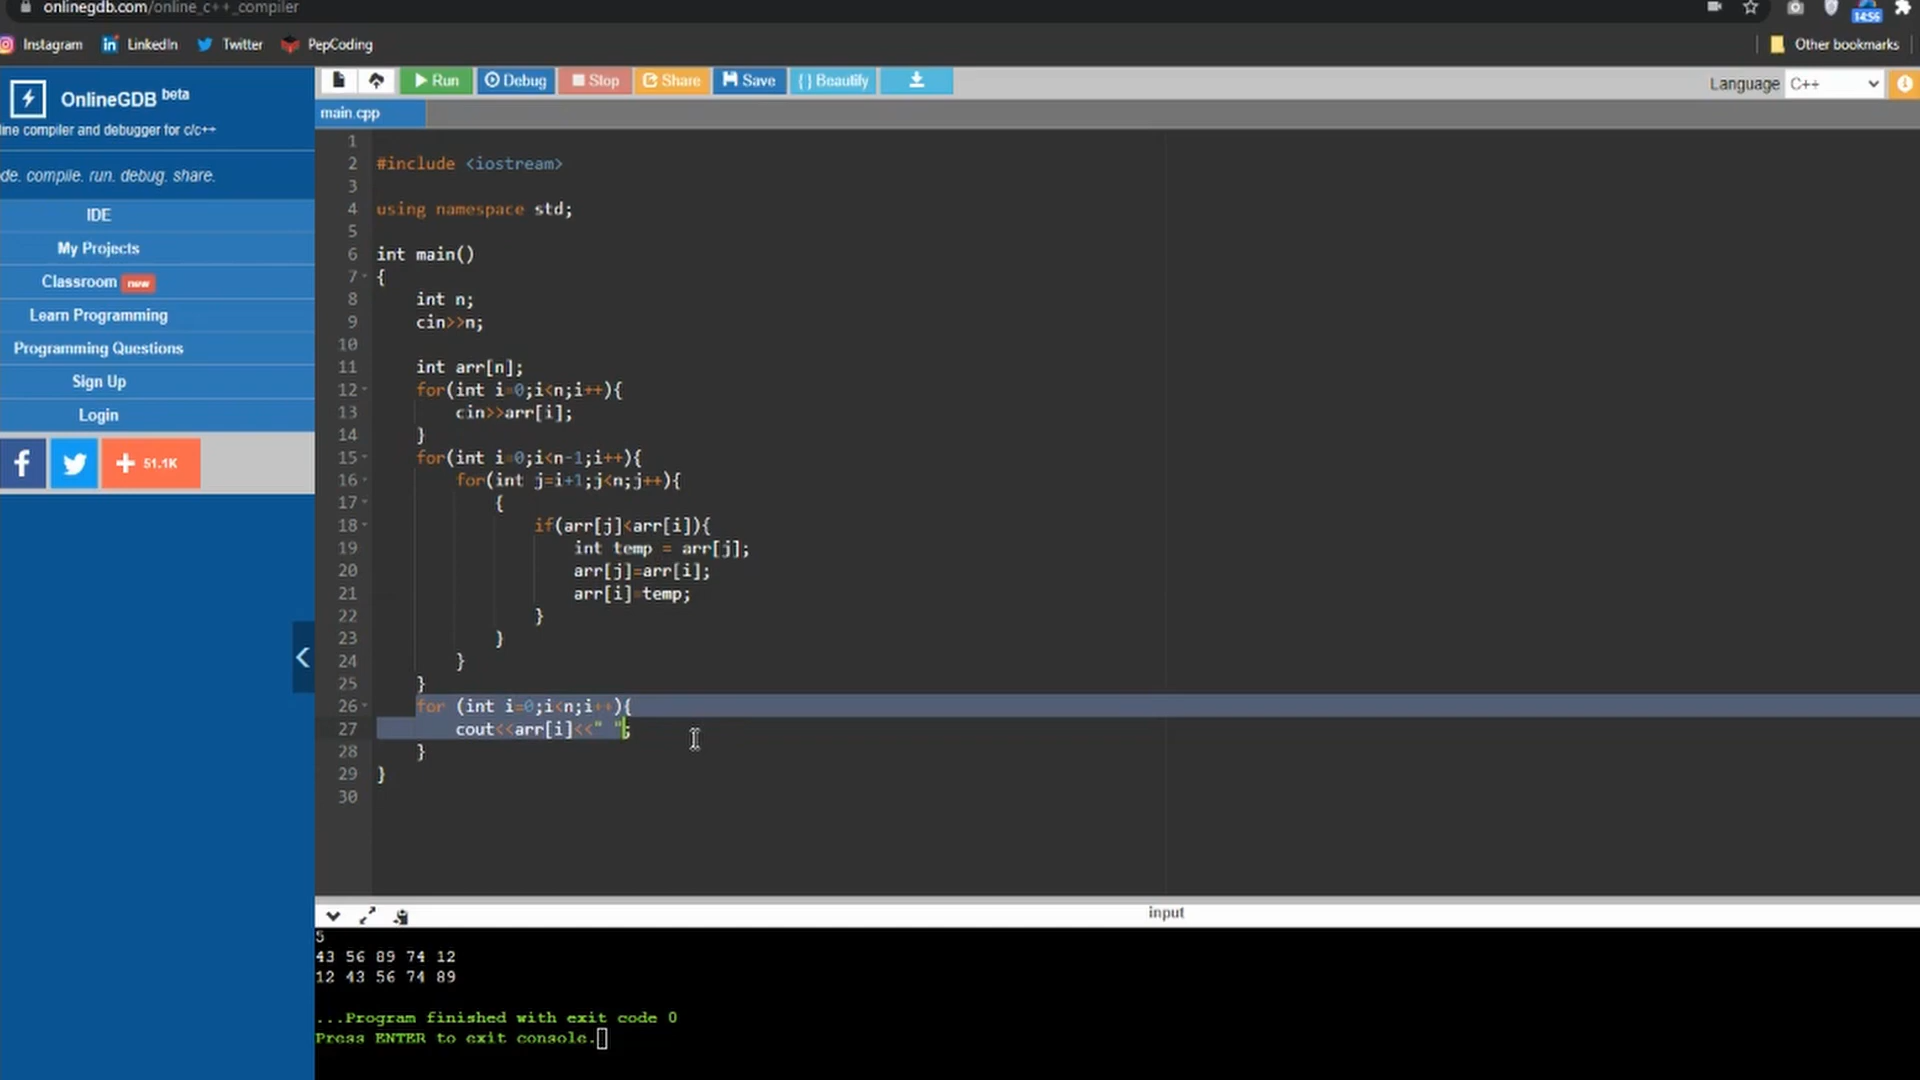 onlinegdb.com/online_c++_compiler
14:56
Instagram LinkedIn Twitter PepCoding Other bookmarks
OnlineGDB beta
line compiler and debugger for c/c++
de. compile. run. debug. share.
IDE
My Projects
Classroom new
Learn Programming
Programming Questions
Sign Up
Login
f + 51.1K
Run Debug Stop Share Save { } Beautify Language C++
main.cpp
1
2 #include <iostream>
3
4 using namespace std;
5
6 int main()
7 {
8 int n;
9 cin>>n;
10
11 int arr[n];
12 for(int i=0;i<n;i++){
13 cin>>arr[i];
14 }
15 for(int i=0;i<n-1;i++){
16 for(int j=i+1;j<n;j++){
17 {
18 if(arr[j]<arr[i]){
19 int temp = arr[j];
20 arr[j]=arr[i];
21 arr[i]=temp;
22 }
23 }
24 }
25 }
26 for (int i=0;i<n;i++){
27 cout<<arr[i]<<" ";
28 }
29 }
30
input
5
43 56 89 74 12
12 43 56 74 89
...Program finished with exit code 0
Press ENTER to exit console.